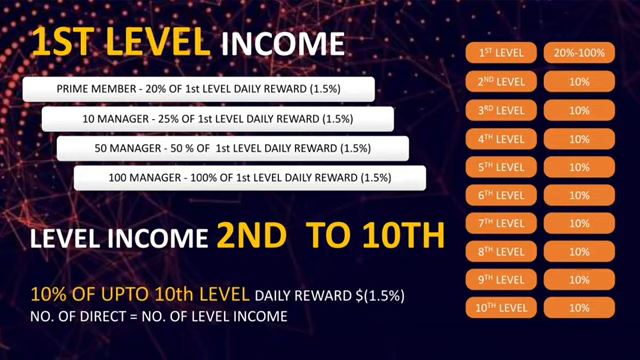 1ST LEVEL INCOME
PRIME MEMBER - 20% OF 1st LEVEL DAILY REWARD (1.5%)
10 MANAGER - 25% OF 1st LEVEL DAILY REWARD (1.5%)
50 MANAGER - 50 % OF 1st LEVEL DAILY REWARD (1.5%)
100 MANAGER - 100% OF 1st LEVEL DAILY REWARD (1.5%)
LEVEL INCOME 2ND TO 10TH
10% OF UPTO 10th LEVEL DAILY REWARD $(1.5%)
NO. OF DIRECT = NO. OF LEVEL INCOME
1ST LEVEL 20%-100%
2ND LEVEL 10%
3RD LEVEL 10%
4TH LEVEL 10%
5TH LEVEL 10%
6TH LEVEL 10%
7TH LEVEL 10%
8TH LEVEL 10%
9TH LEVEL 10%
10TH LEVEL 10%